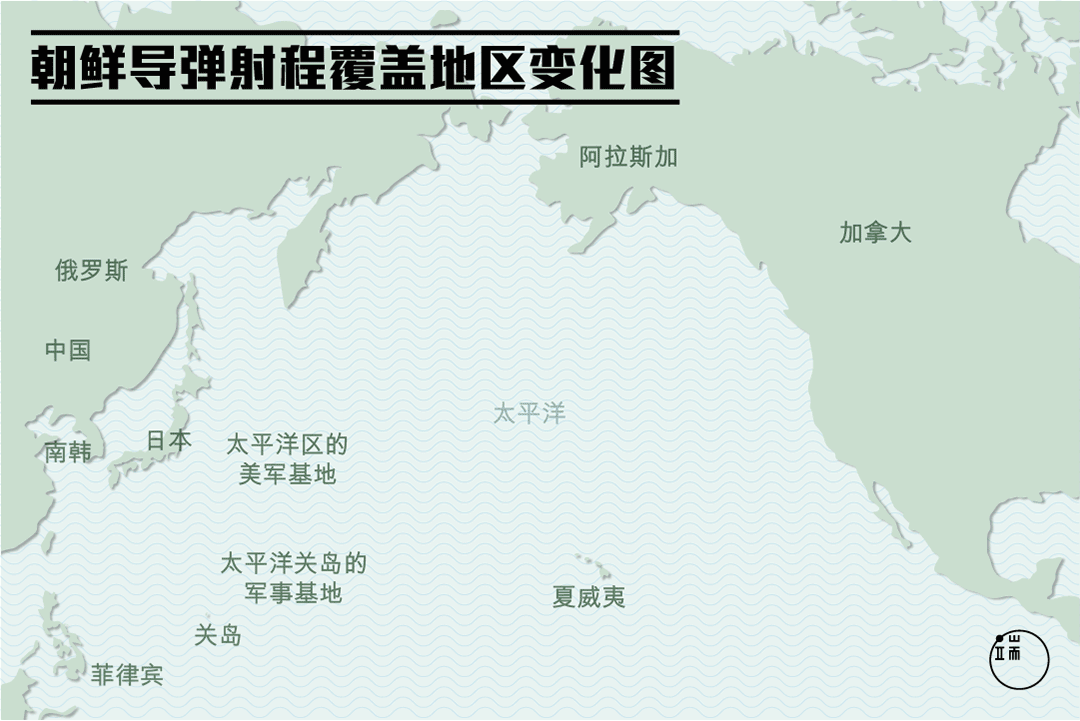 朝鲜导弹射程覆盖地区变化图
阿拉斯加
加拿大
俄罗斯
中国
太平洋
日本
南韩
太平洋区的
美军基地
太平洋关岛的
军事基地
夏威夷
关岛
菲律宾
端